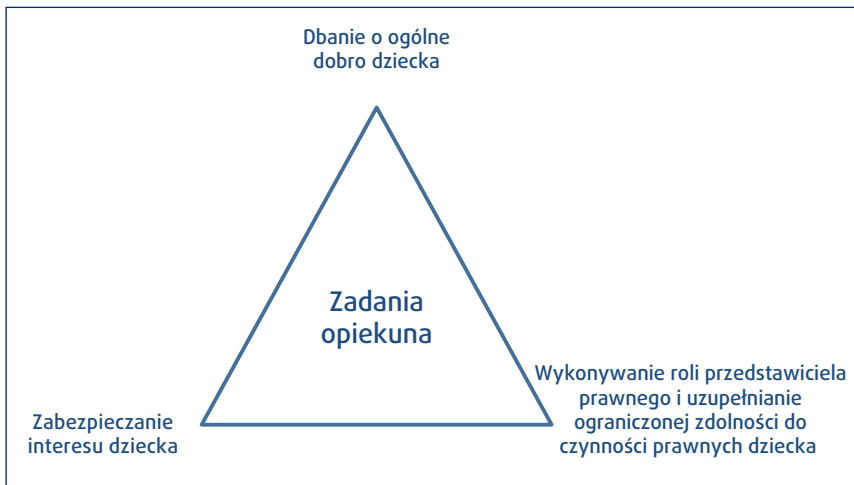 Dbanie o ogólne
dobro dziecka
Zadania
opiekuna
Zabezpieczanie
interesu dziecka
Wykonywanie roli przedstawiciela
prawnego i uzupełnianie
ograniczonej zdolności do
czynności prawnych dziecka